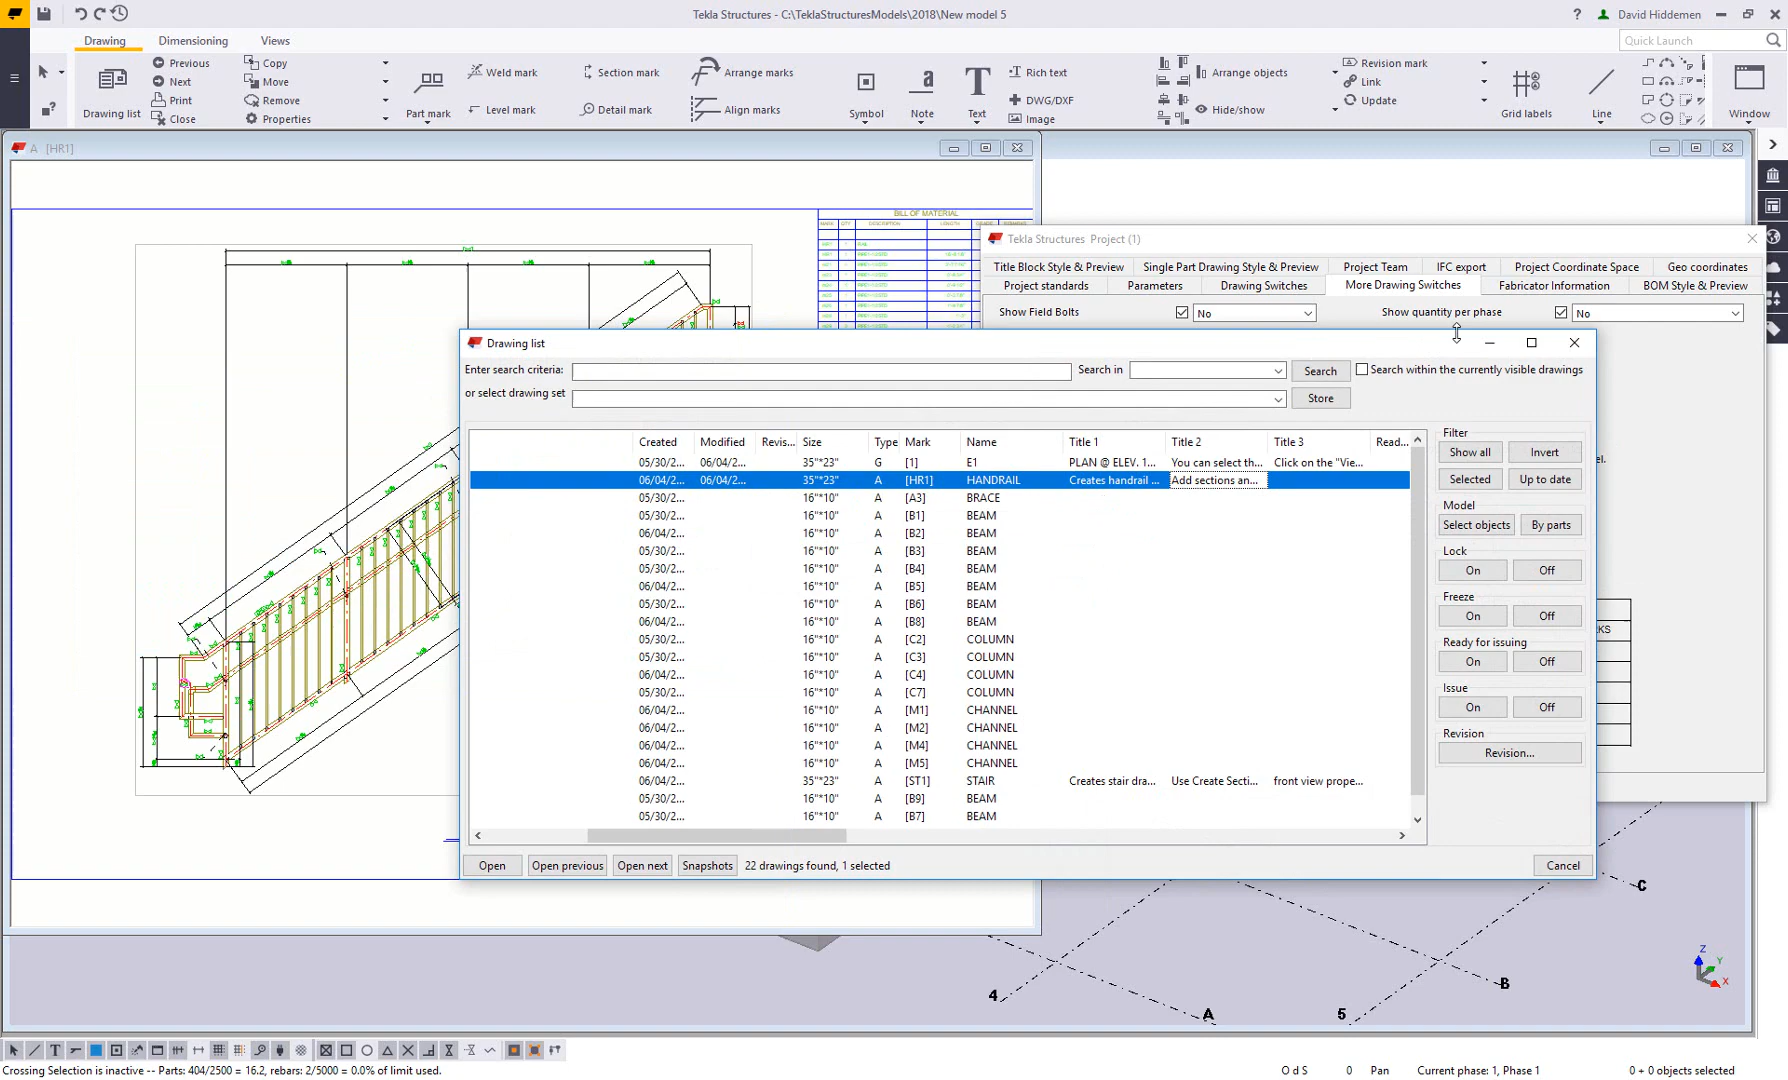 Tekla Structures - C:\TeklaStructuresModels\2018\New model 5
? David Hiddemen
Drawing Dimensioning Views
Quick Launch
Previous Copy
Next Move
Print Remove
Close Properties
Drawing list
Part mark
Weld mark Section mark Arrange marks
Level mark Detail mark Align marks
Symbol Note Text
Rich text
DWG/DXF
Image
Arrange objects
Hide/show
Revision mark
Link
Update
Grid labels Line Window
A [HR1]
BILL OF MATERIAL
Tekla Structures Project (1)
Title Block Style & Preview Single Part Drawing Style & Preview Project Team IFC export Project Coordinate Space Geo coordinates
Project standards Parameters Drawing Switches More Drawing Switches Fabricator Information BOM Style & Preview
Show Field Bolts No Show quantity per phase No
Drawing list
Enter search criteria: Search in Search Search within the currently visible drawings
or select drawing set Store
Created Modified Revis... Size Type Mark Name Title 1 Title 2 Title 3 Read...
05/30/2... 06/04/2... 35"*23" G [1] E1 PLAN @ ELEV. 1... You can select th... Click on the "Vie...
06/04/2... 06/04/2... 35"*23" A [HR1] HANDRAIL Creates handrail ... Add sections an...
05/30/2... 16"*10" A [A3] BRACE
05/30/2... 16"*10" A [B1] BEAM
06/04/2... 16"*10" A [B2] BEAM
05/30/2... 16"*10" A [B3] BEAM
05/30/2... 16"*10" A [B4] BEAM
06/04/2... 16"*10" A [B5] BEAM
05/30/2... 16"*10" A [B6] BEAM
06/04/2... 16"*10" A [B8] BEAM
05/30/2... 16"*10" A [C2] COLUMN
05/30/2... 16"*10" A [C3] COLUMN
06/04/2... 16"*10" A [C4] COLUMN
05/30/2... 16"*10" A [C7] COLUMN
06/04/2... 16"*10" A [M1] CHANNEL
06/04/2... 16"*10" A [M2] CHANNEL
06/04/2... 16"*10" A [M4] CHANNEL
06/04/2... 16"*10" A [M5] CHANNEL
06/04/2... 35"*23" A [ST1] STAIR Creates stair dra... Use Create Secti... front view prope...
05/30/2... 16"*10" A [B9] BEAM
05/30/2... 16"*10" A [B7] BEAM
Filter
Show all Invert
Selected Up to date
Model
Select objects By parts
Lock
On Off
Freeze
On Off
Ready for issuing
On Off
Issue
On Off
Revision
Revision...
el.
KS
Open Open previous Open next Snapshots 22 drawings found, 1 selected Cancel
C
B
A
4
5
Z
Y
X
Crossing Selection is inactive -- Parts: 404/2500 = 16.2, rebars: 2/5000 = 0.0% of limit used.
O d S 0 Pan Current phase: 1, Phase 1 0 + 0 objects selected